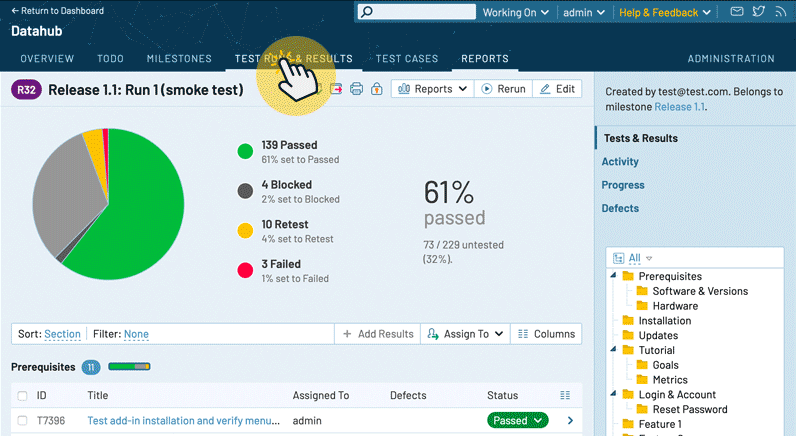 ← Return to Dashboard
Working On
admin
Help & Feedback
Datahub
OVERVIEW
TODO
MILESTONES
TEST & RESULTS
TEST CASES
REPORTS
ADMINISTRATION
R32
Release 1.1: Run 1 (smoke test)
Reports
Rerun
Edit
Created by test@test.com. Belongs to
milestone Release 1.1.
139 Passed
61% set to Passed
4 Blocked
2% set to Blocked
10 Retest
4% set to Retest
3 Failed
1% set to Failed
61%
passed
73 / 229 untested
(32%).
Tests & Results
Activity
Progress
Defects
All
Prerequisites
Software & Versions
Hardware
Installation
Updates
Tutorial
Goals
Metrics
Login & Account
Reset Password
Feature 1
Sort: Section
Filter: None
+ Add Results
Assign To
Columns
Prerequisites 11
ID
Title
Assigned To
Defects
Status
T7396
Test add-in installation and verify menu...
admin
Passed